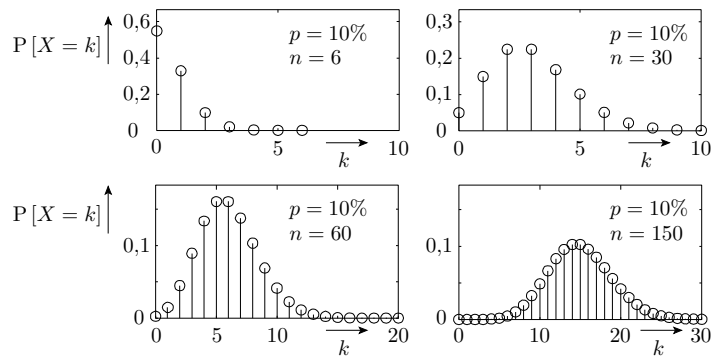 0,6
P [X = k]
0,4
0,2
0
0
5
10
k
p = 10%
n = 6
0,3
0,2
0,1
0
0
5
10
k
p = 10%
n = 30
P [X = k]
0,1
0
0
5
10
15
20
k
p = 10%
n = 60
0,1
0
0
10
20
30
k
p = 10%
n = 150